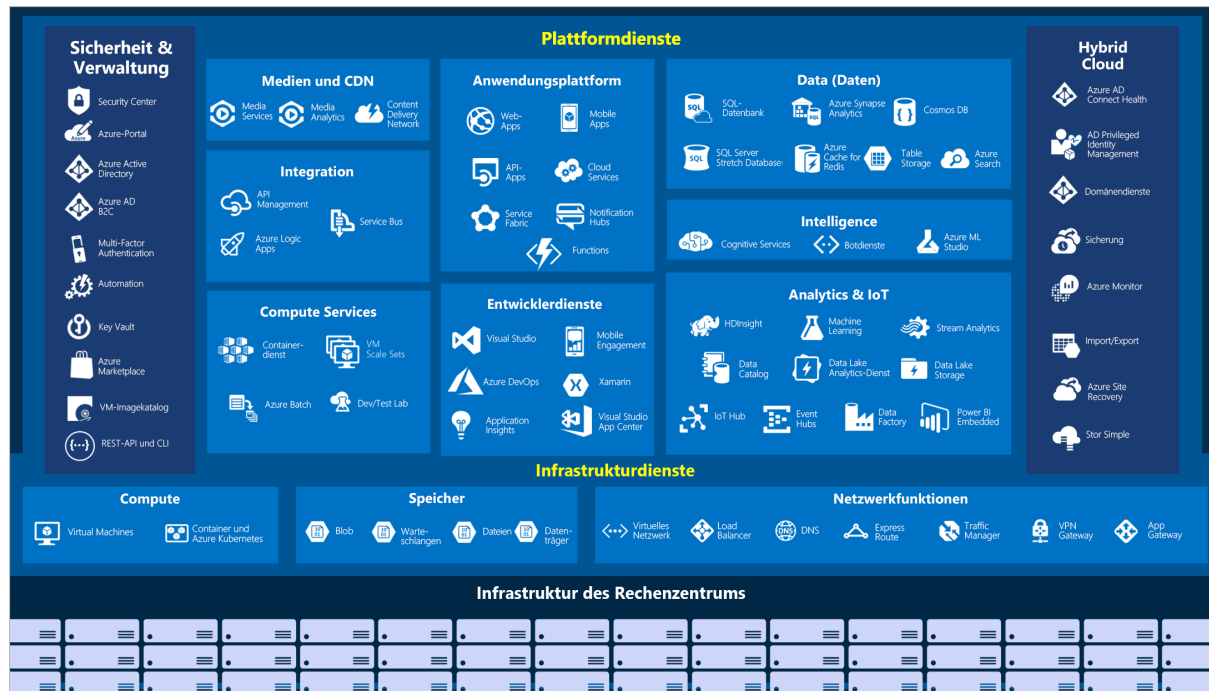 Plattformdienste
Sicherheit &
Verwaltung
Security Center
Azure
Azure-Portal
Azure Active
Directory
Azure AD
B2C
Multi-Factor
Authentication
Automation
Key Vault
Azure
Marketplace
VM-Imagekatalog
REST-API und CLI
Medien und CDN
Media
Services
Media
Analytics
Content
Delivery
Network
Integration
API
Management
Service Bus
Azure Logic
Apps
Compute Services
Container-
dienst
VM
Scale Sets
Azure Batch
Dev/Test Lab
Anwendungsplattform
Web-
Apps
Mobile
Apps
API-
Apps
Cloud
Services
Service
Fabric
Notification
Hubs
Functions
Entwicklerdienste
Visual Studio
Mobile
Engagement
Azure DevOps
Xamarin
Application
Insights
Visual Studio
App Center
Data (Daten)
SQL
SQL-
Datenbank
SQL
Azure Synapse
Analytics
Cosmos DB
SQL
SQL Server
Stretch Database
Azure
Cache for
Redis
Table
Storage
Azure
Search
Intelligence
Cognitive Services
Botdienste
Azure ML
Studio
Analytics & IoT
HDInsight
Machine
Learning
Stream Analytics
Data
Catalog
Data Lake
Analytics-Dienst
Data Lake
Storage
IoT Hub
Event
Hubs
Data
Factory
Power BI
Embedded
Hybrid
Cloud
Azure AD
Connect Health
AD Privileged
Identity
Management
Domänendienste
Sicherung
Azure Monitor
Import/Export
Azure Site
Recovery
Stor Simple
Infrastrukturdienste
Compute
Virtual Machines
Container und
Azure Kubernetes
Speicher
Blob
Warte-
schlangen
Dateien
Daten-
träger
Netzwerkfunktionen
Virtuelles
Netzwerk
Load
Balancer
DNS
DNS
Express
Route
Traffic
Manager
VPN
Gateway
App
Gateway
Infrastruktur des Rechenzentrums